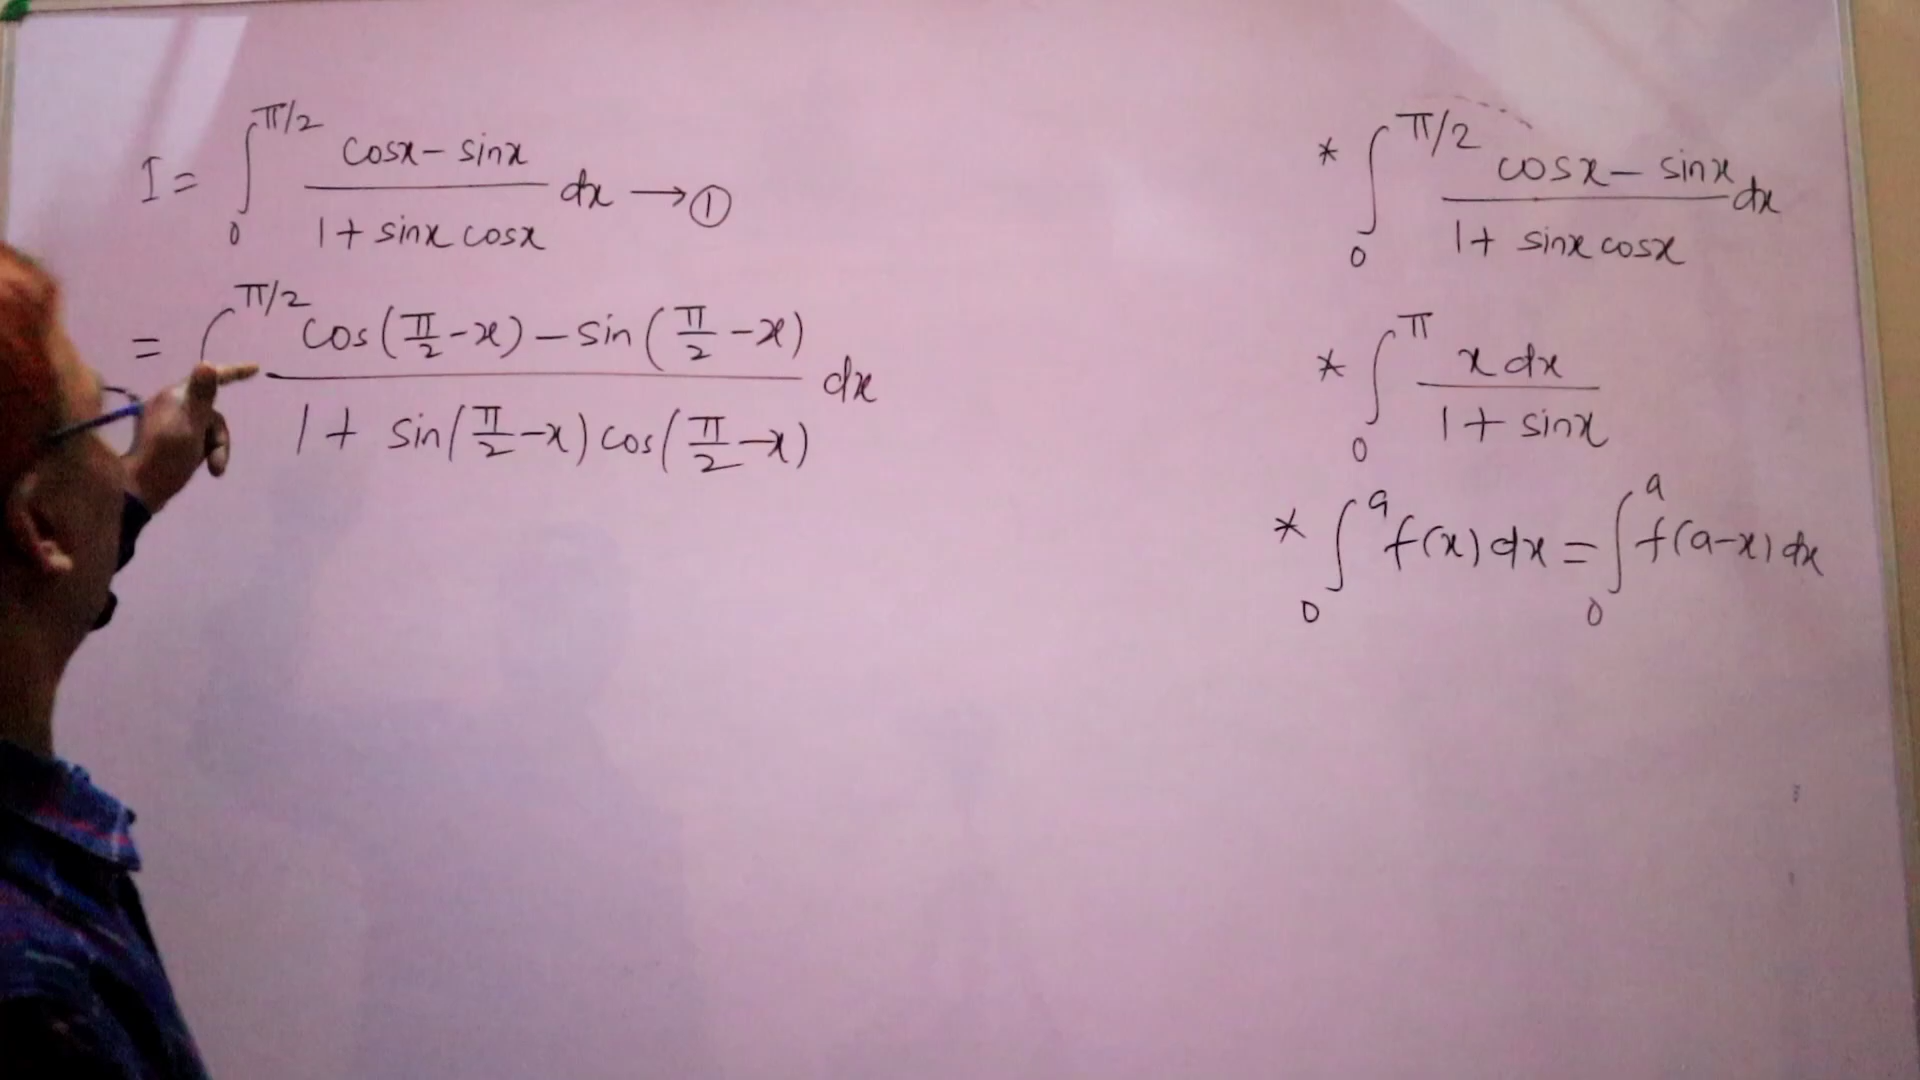 I = ∫₀^{π/2} (cosx − sinx)/(1 + sinx cosx) dx → ①
= ∫^{π/2} (cos(π/2 − x) − sin(π/2 − x))/(1 + sin(π/2 − x) cos(π/2 − x)) dx
* ∫₀^{π/2} (cosx − sinx)/(1 + sinx cosx) dx
* ∫₀^{π} (x dx)/(1 + sinx)
* ∫₀^{a} f(x) dx = ∫₀^{a} f(a−x) dx